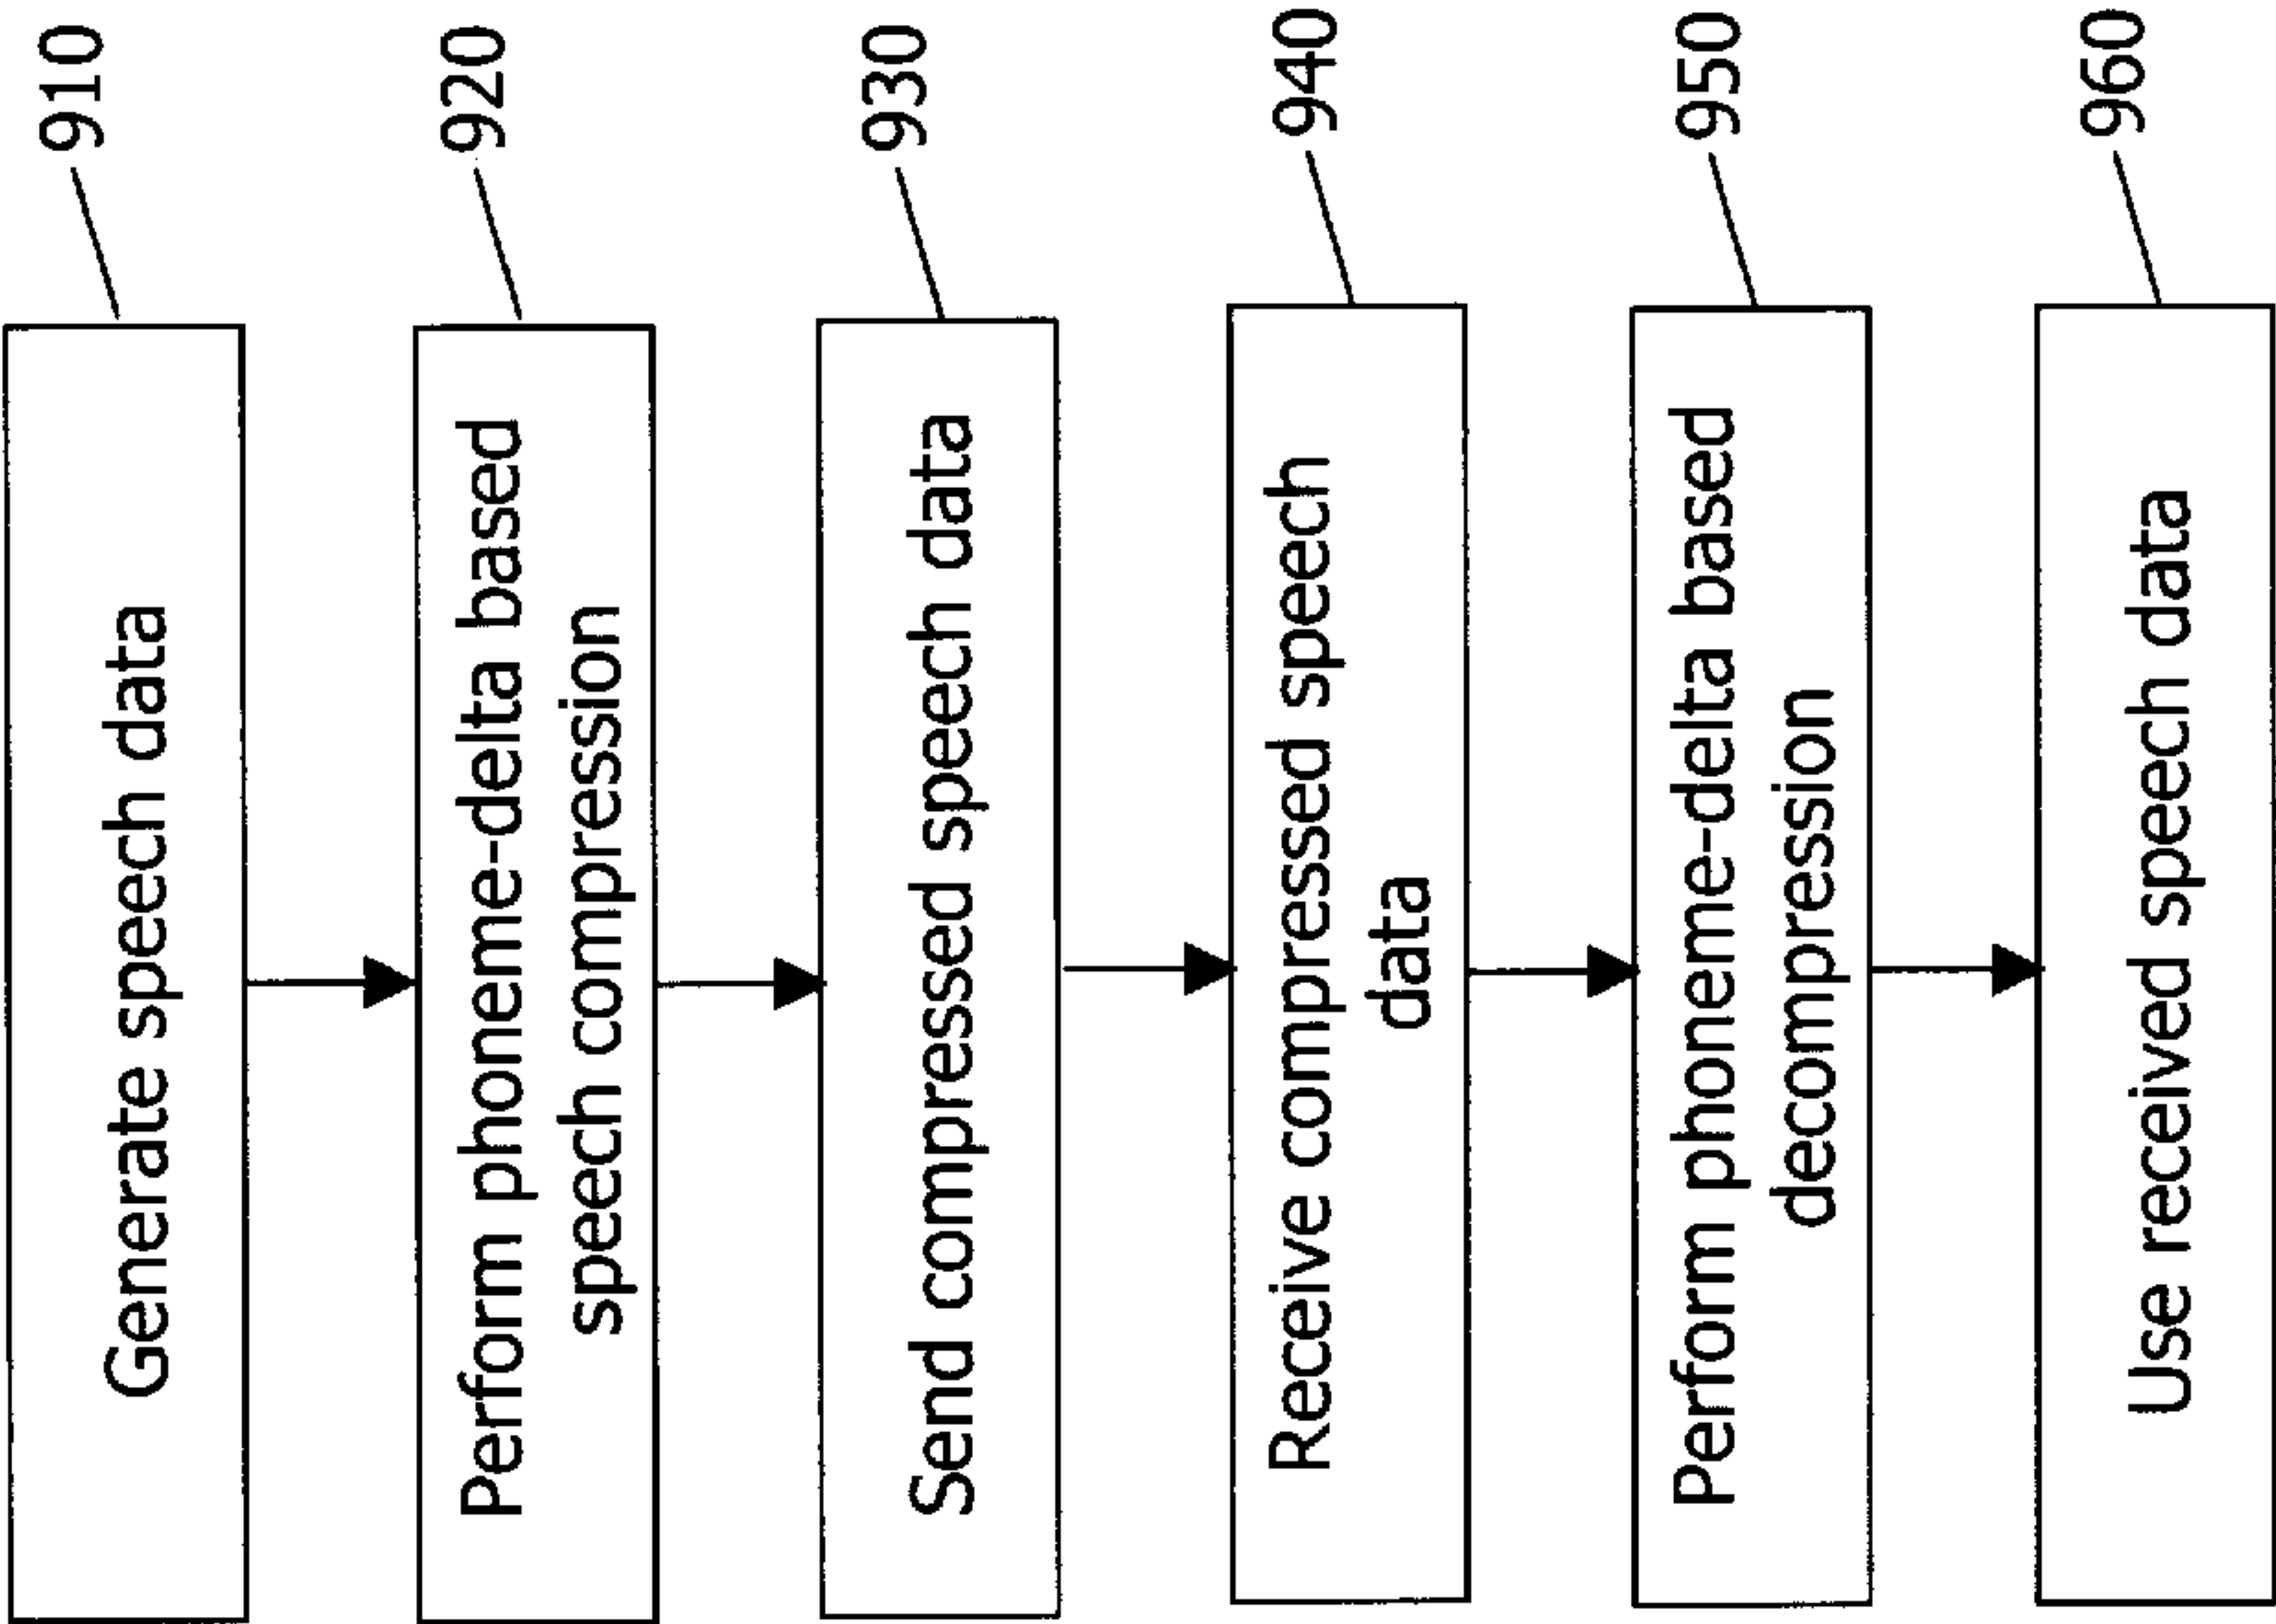 910
Generate speech data
920
Perform phoneme-delta based
speech compression
930
Send compressed speech data
940
Receive compressed speech
data
950
Perform phoneme-delta based
decompression
960
Use received speech data